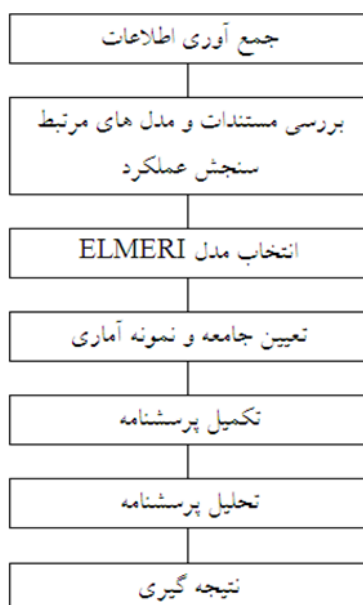 جمع آوری اطلاعات
بررسی مستندات و مدل های مرتبط
سنجش عملکرد
انتخاب مدل ELMERI
تعیین جامعه و نمونه آماری
تکمیل پرسشنامه
تحلیل پرسشنامه
نتیجه گیری